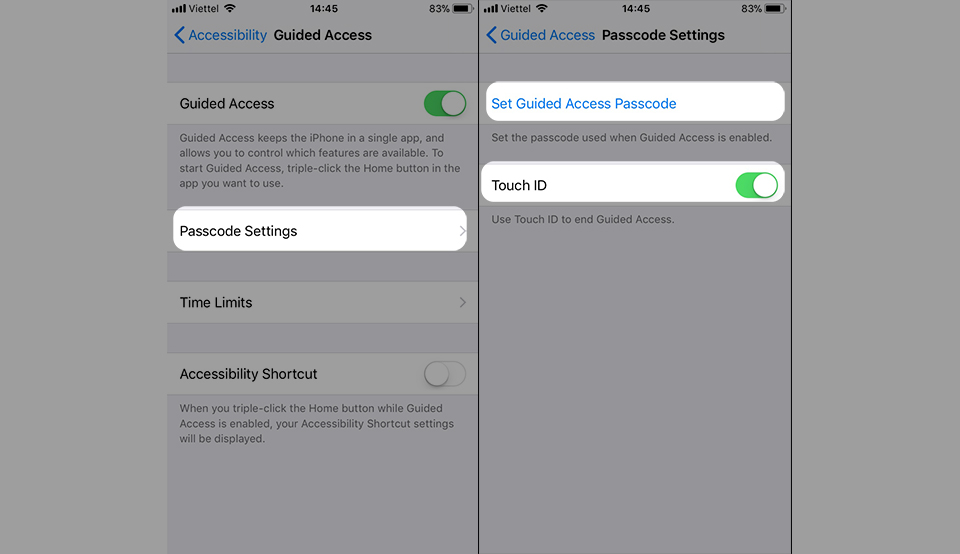 Viettel 14:45 83%
Accessibility Guided Access
Guided Access
Guided Access keeps the iPhone in a single app, and
allows you to control which features are available. To
start Guided Access, triple-click the Home button in the
app you want to use.
Passcode Settings
Time Limits
Accessibility Shortcut
When you triple-click the Home button while Guided
Access is enabled, your Accessibility Shortcut settings
will be displayed.
Viettel 14:45 83%
Guided Access Passcode Settings
Set Guided Access Passcode
Set the passcode used when Guided Access is enabled.
Touch ID
Use Touch ID to end Guided Access.